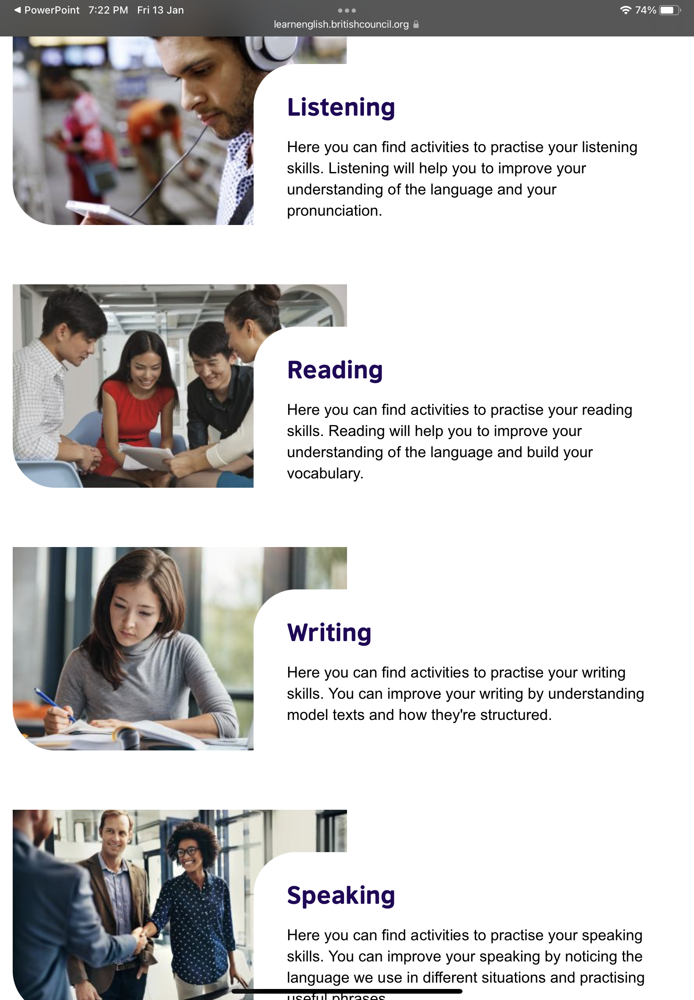 PowerPoint 7:22 PM Fri 13 Jan
74%
learnenglish.britishcouncil.org
Listening
Here you can find activities to practise your listening
skills. Listening will help you to improve your
understanding of the language and your
pronunciation.
Reading
Here you can find activities to practise your reading
skills. Reading will help you to improve your
understanding of the language and build your
vocabulary.
Writing
Here you can find activities to practise your writing
skills. You can improve your writing by understanding
model texts and how they're structured.
Speaking
Here you can find activities to practise your speaking
skills. You can improve your speaking by noticing the
language we use in different situations and practising
useful phrases